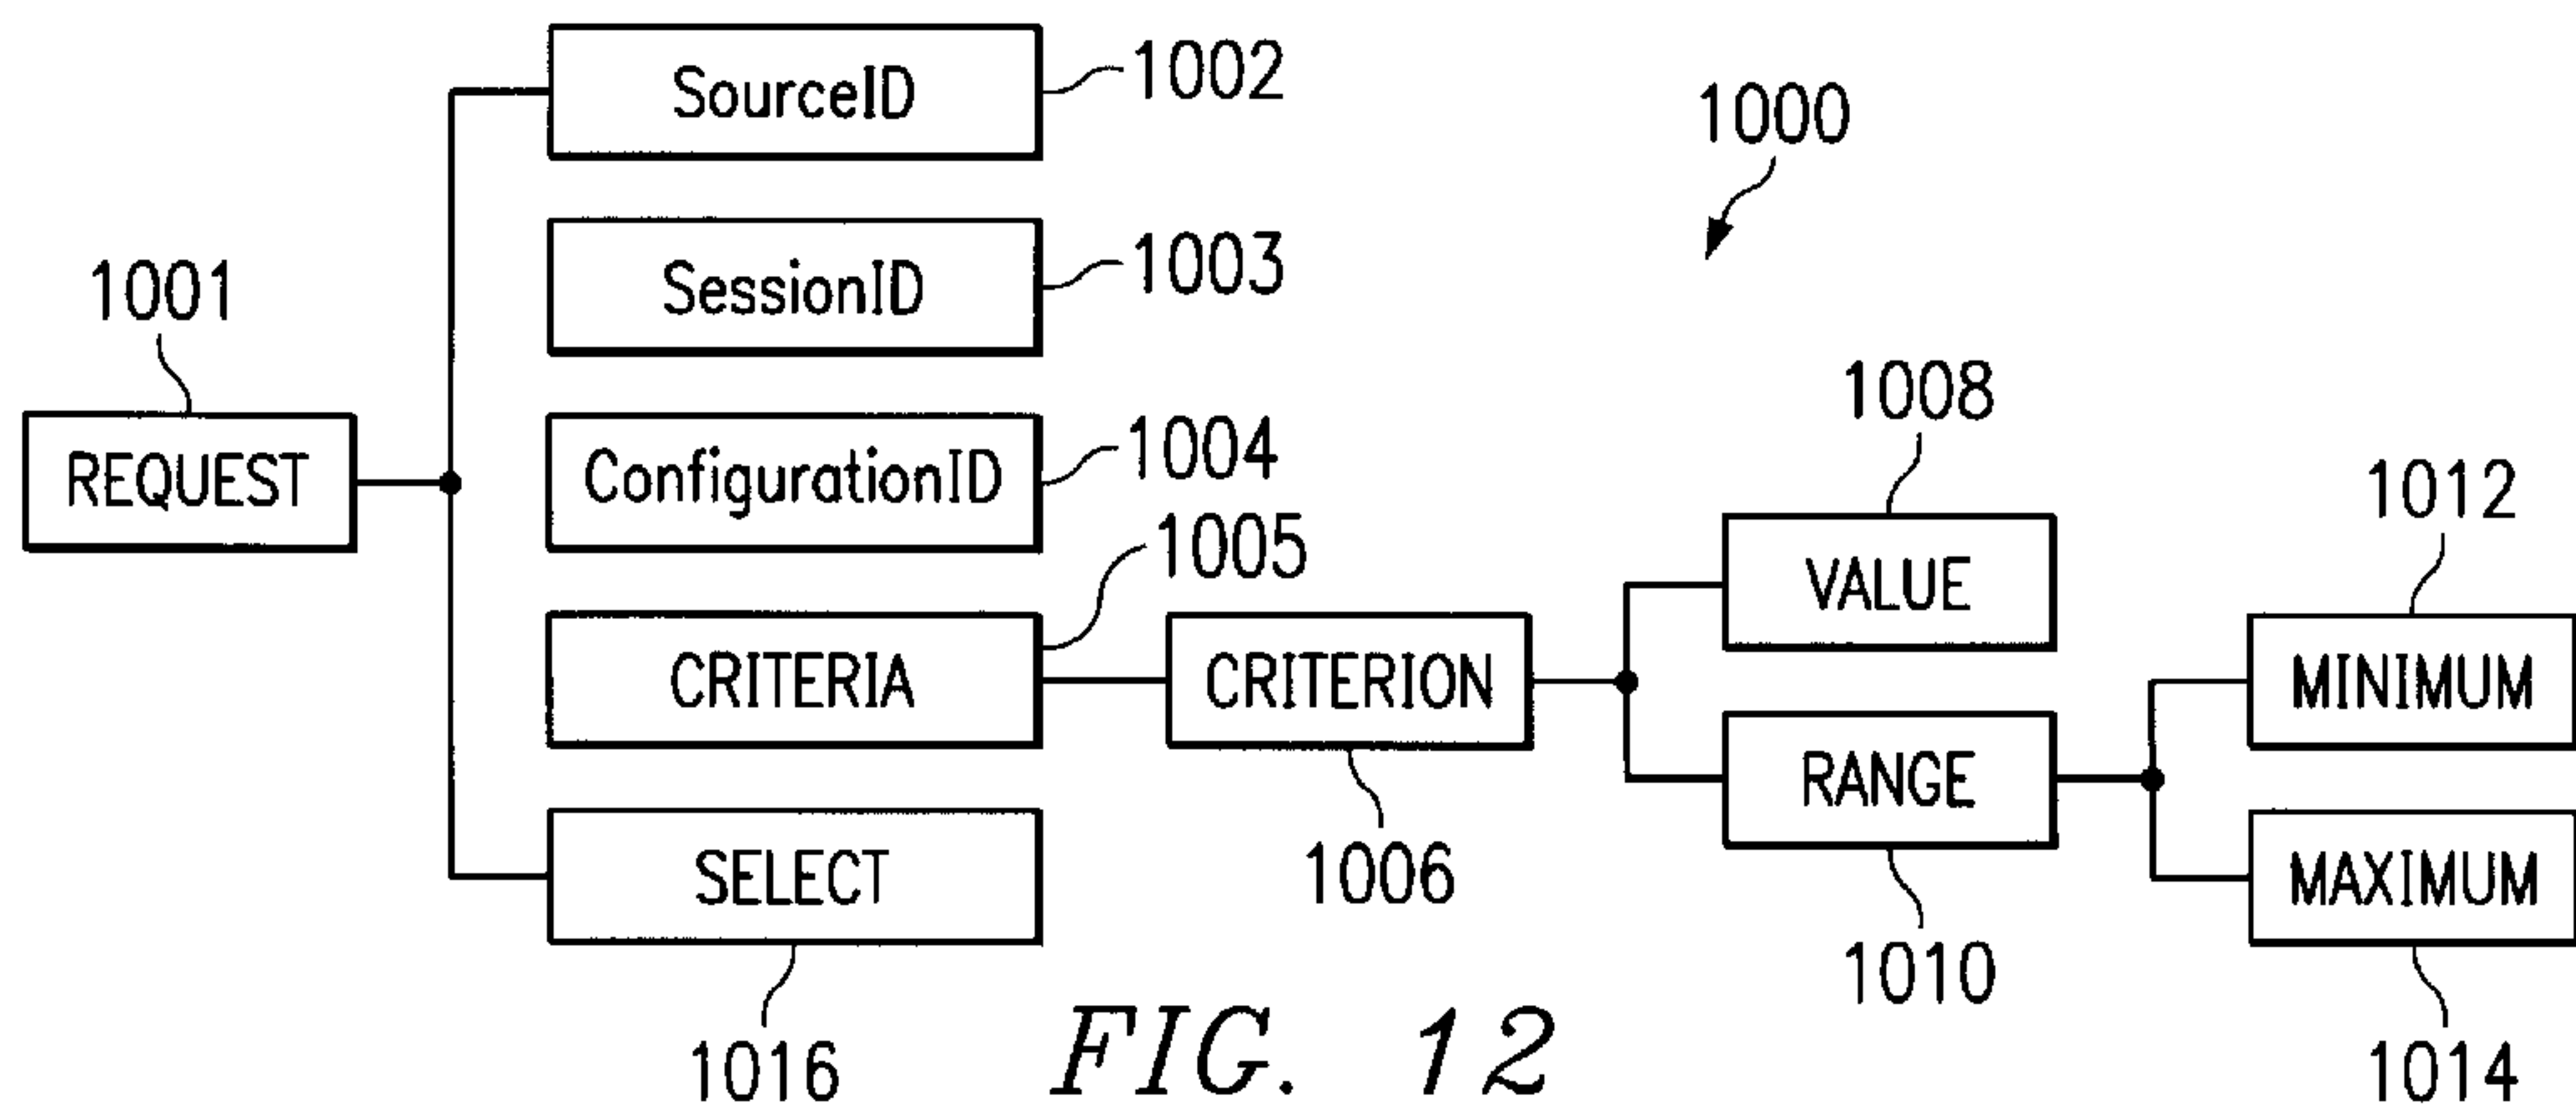 SourceID
1002
1000
SessionID
1003
1001
REQUEST
ConfigurationID
1004
1005
CRITERIA
CRITERION
1006
1008
VALUE
RANGE
1010
1012
MINIMUM
MAXIMUM
1014
SELECT
1016
FIG. 12